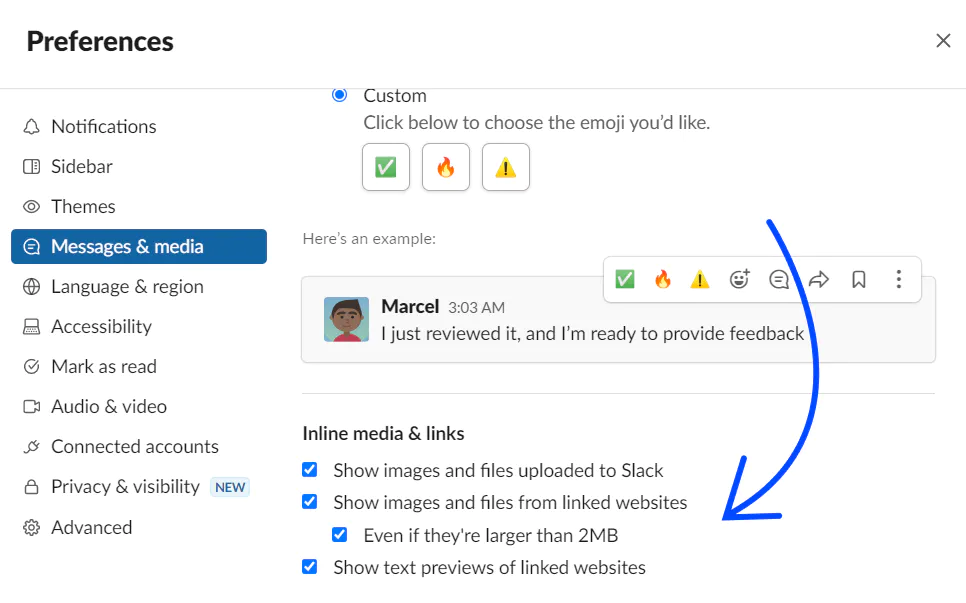 Preferences
Notifications
Sidebar
Themes
Messages & media
Language & region
Accessibility
Mark as read
Audio & video
Connected accounts
Privacy & visibility NEW
Advanced
Custom
Click below to choose the emoji you’d like.
Here’s an example:
Marcel 3:03 AM
I just reviewed it, and I’m ready to provide feedback
Inline media & links
Show images and files uploaded to Slack
Show images and files from linked websites
Even if they're larger than 2MB
Show text previews of linked websites